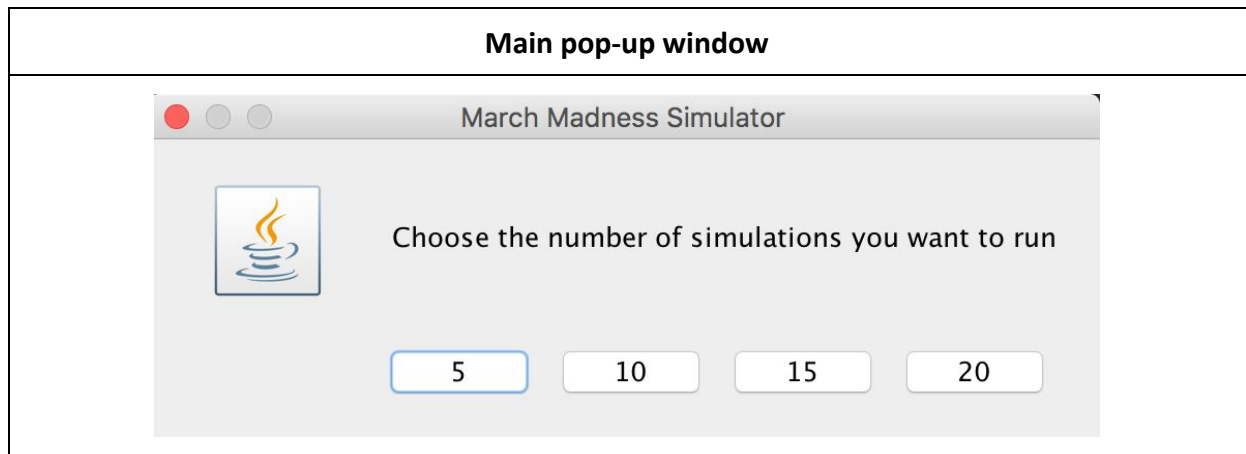 Main pop-up window
March Madness Simulator
Choose the number of simulations you want to run
5 10 15 20